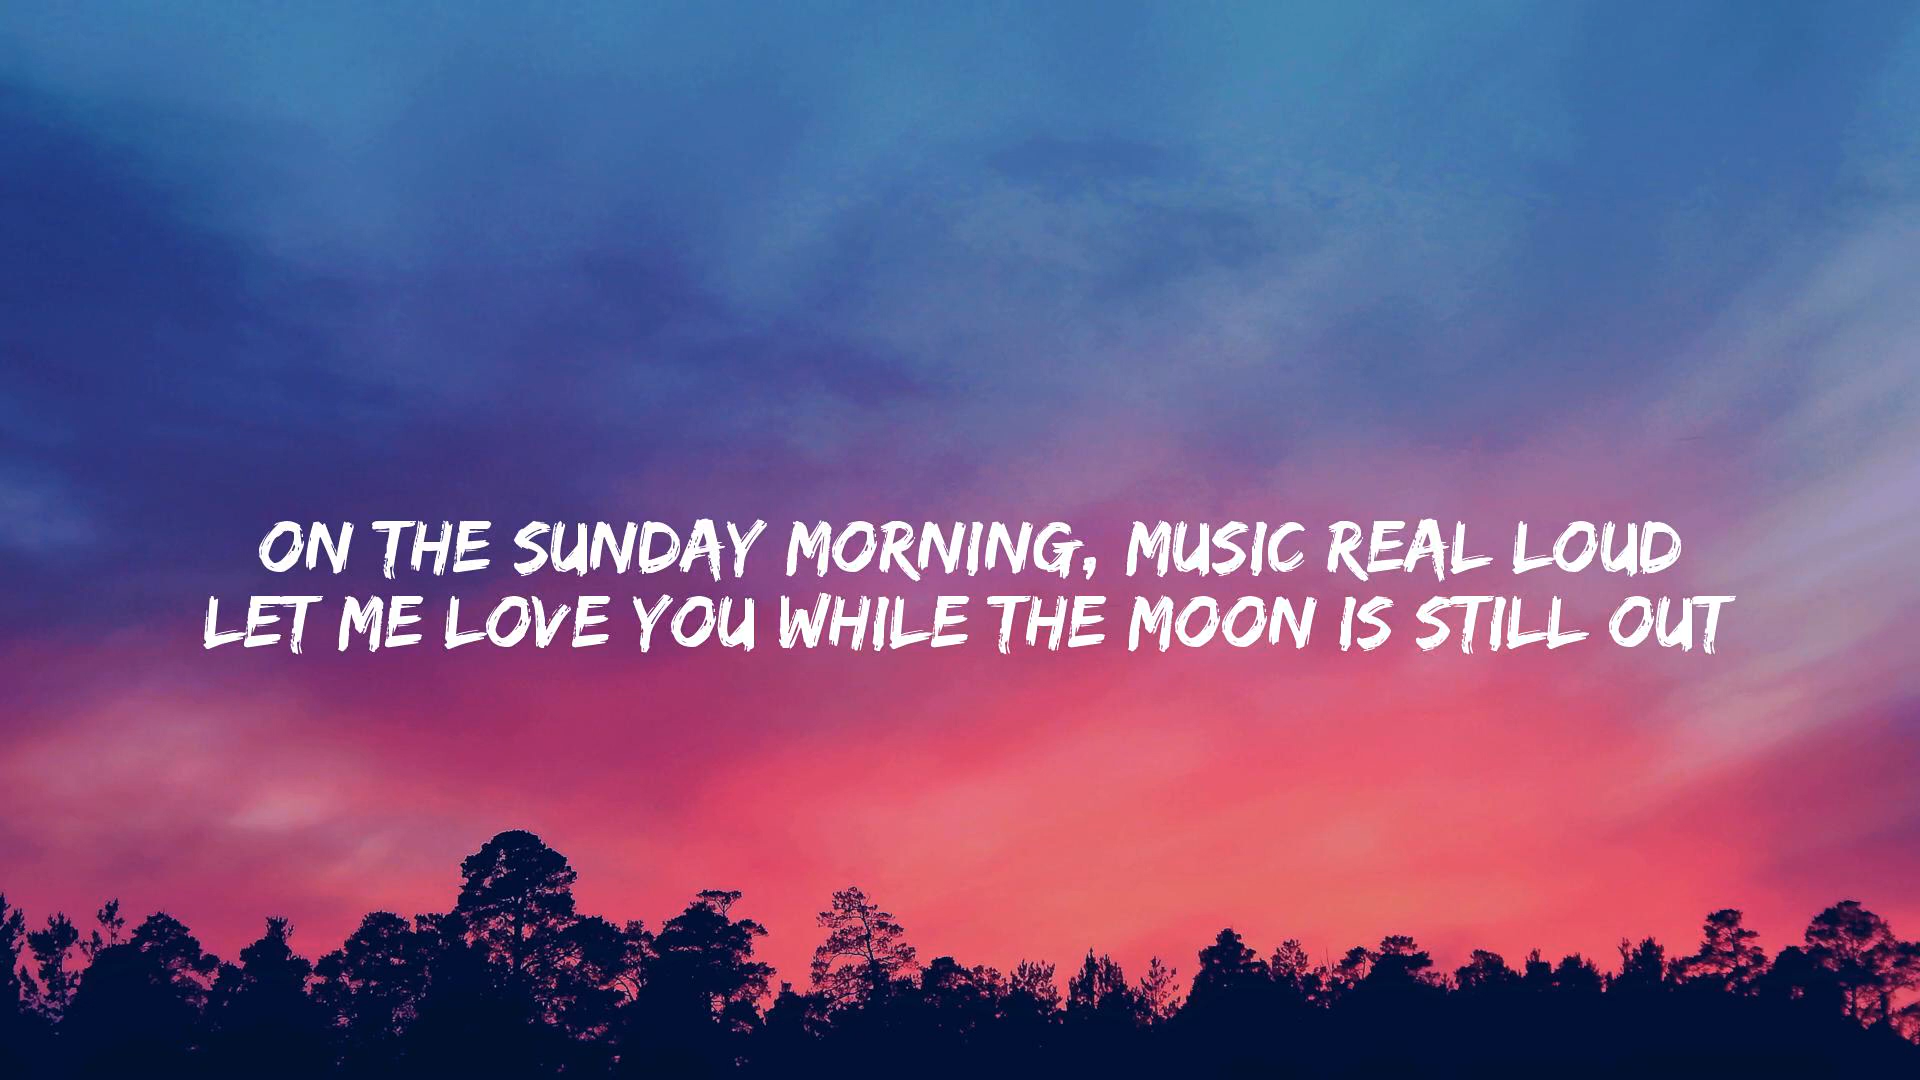 ON THE SUNDAY MORNING, MUSIC REAL LOUD
LET ME LOVE YOU WHILE THE MOON IS STILL OUT